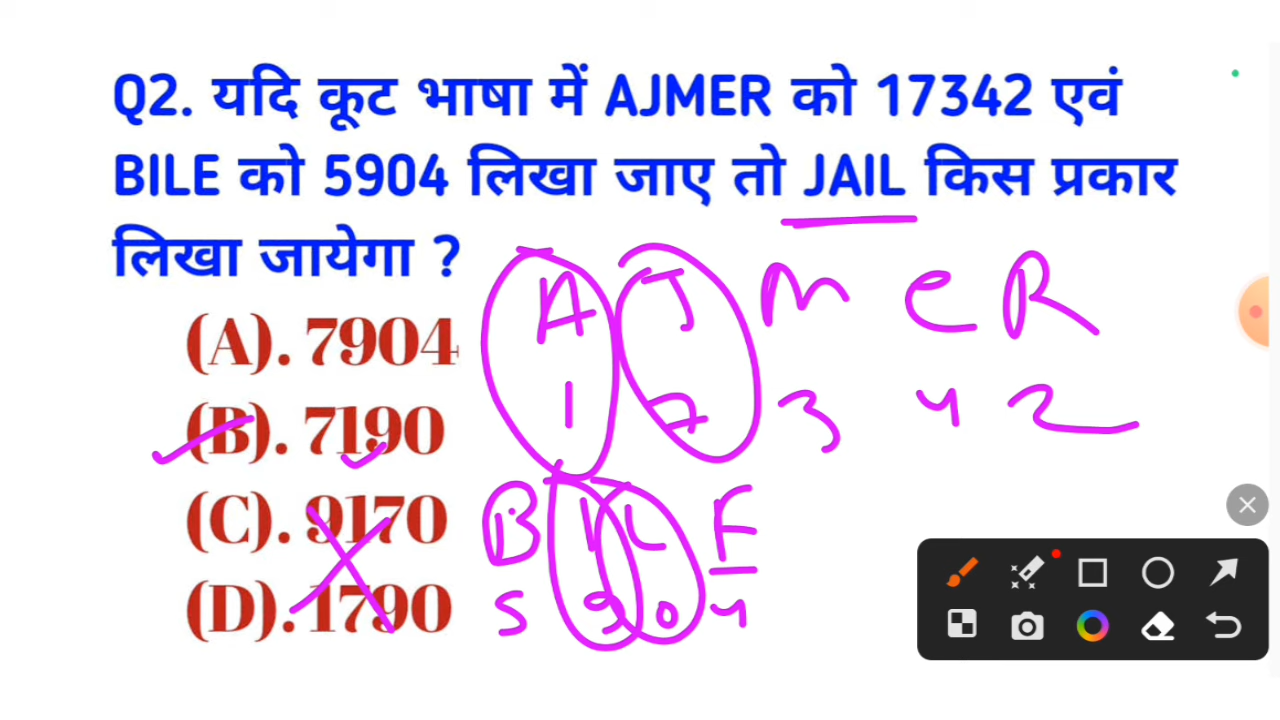 Q2. यदि कूट भाषा में AJMER को 17342 एवं
BILE को 5904 लिखा जाए तो JAIL किस प्रकार
लिखा जायेगा ?
(A). 7904
(B). 7190
(C). 9170
(D). 1790
A J M e R
1 7 3 4 2
B I L E
5 9 0 4